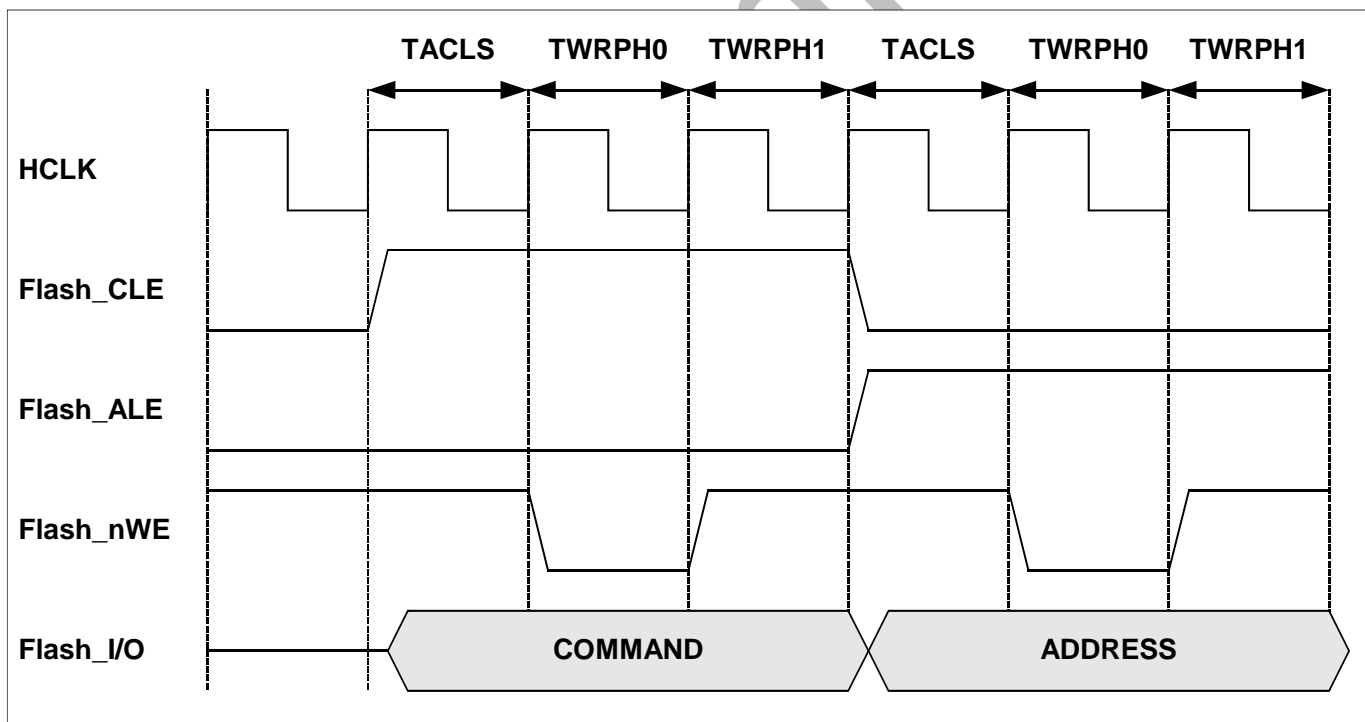 TACLS TWRPH0 TWRPH1 TACLS TWRPH0 TWRPH1
HCLK
Flash_CLE
Flash_ALE
Flash_nWE
Flash_I/O COMMAND ADDRESS